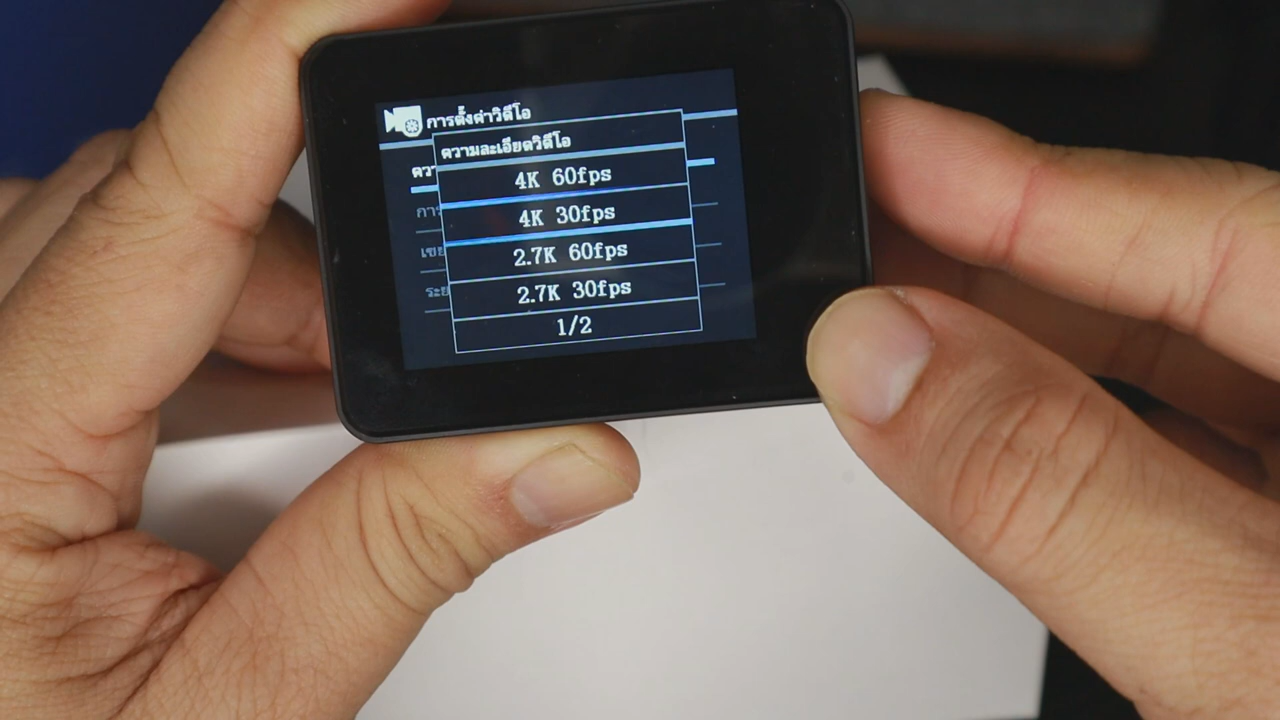 การตั้งค่าวิดีโอ
ความละเอียดวิดีโอ
4K 60fps
4K 30fps
2.7K 60fps
2.7K 30fps
1/2